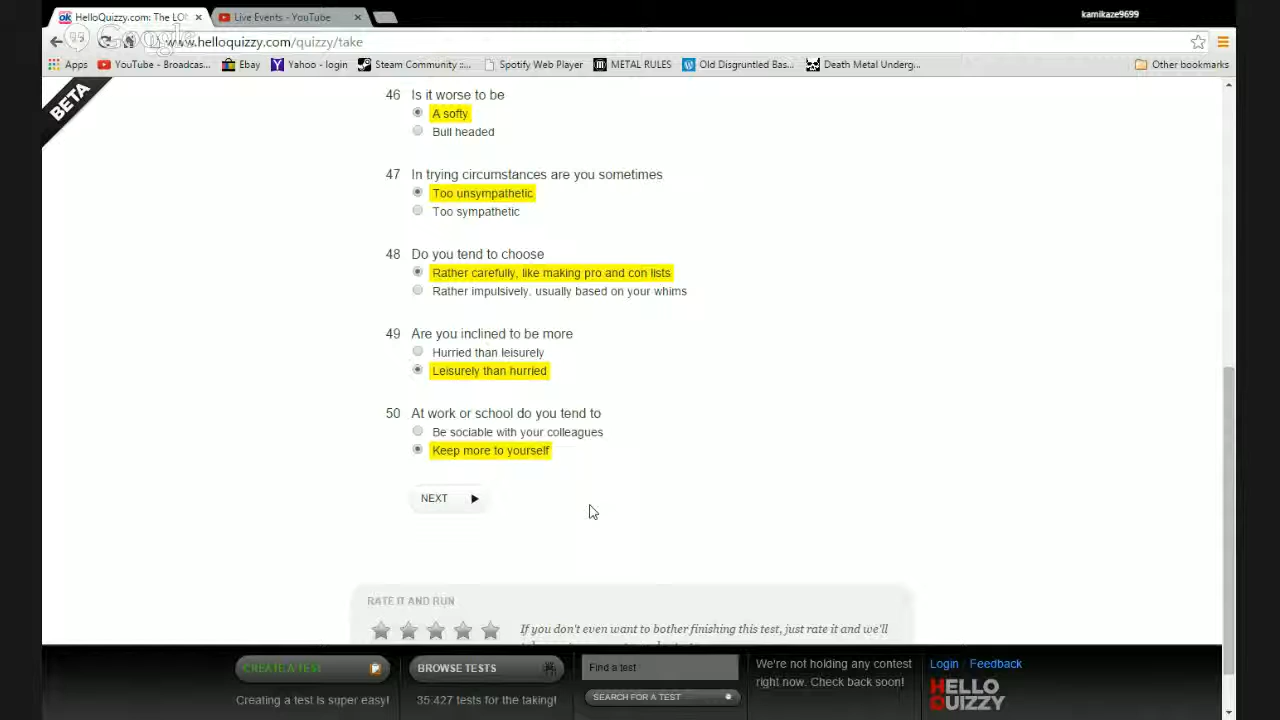 HelloQuizzy.com: The LO
Live Events - YouTube
kamikaze9699
Google
www.helloquizzy.com/quizzy/take
Apps
YouTube - Broadcas...
Ebay
Yahoo - login
Steam Community ::...
Spotify Web Player
METAL RULES
Old Disgruntled Bas...
Death Metal Underg...
Other bookmarks
BETA
46 Is it worse to be
A softy
Bull headed
47 In trying circumstances are you sometimes
Too unsympathetic
Too sympathetic
48 Do you tend to choose
Rather carefully, like making pro and con lists
Rather impulsively, usually based on your whims
49 Are you inclined to be more
Hurried than leisurely
Leisurely than hurried
50 At work or school do you tend to
Be sociable with your colleagues
Keep more to yourself
NEXT
RATE IT AND RUN
If you don't even want to bother finishing this test, just rate it and we'll
CREATE A TEST
Creating a test is super easy!
BROWSE TESTS
35,427 tests for the taking!
Find a test
SEARCH FOR A TEST
We're not holding any contest
right now. Check back soon!
Login / Feedback
HELLO
QUIZZY